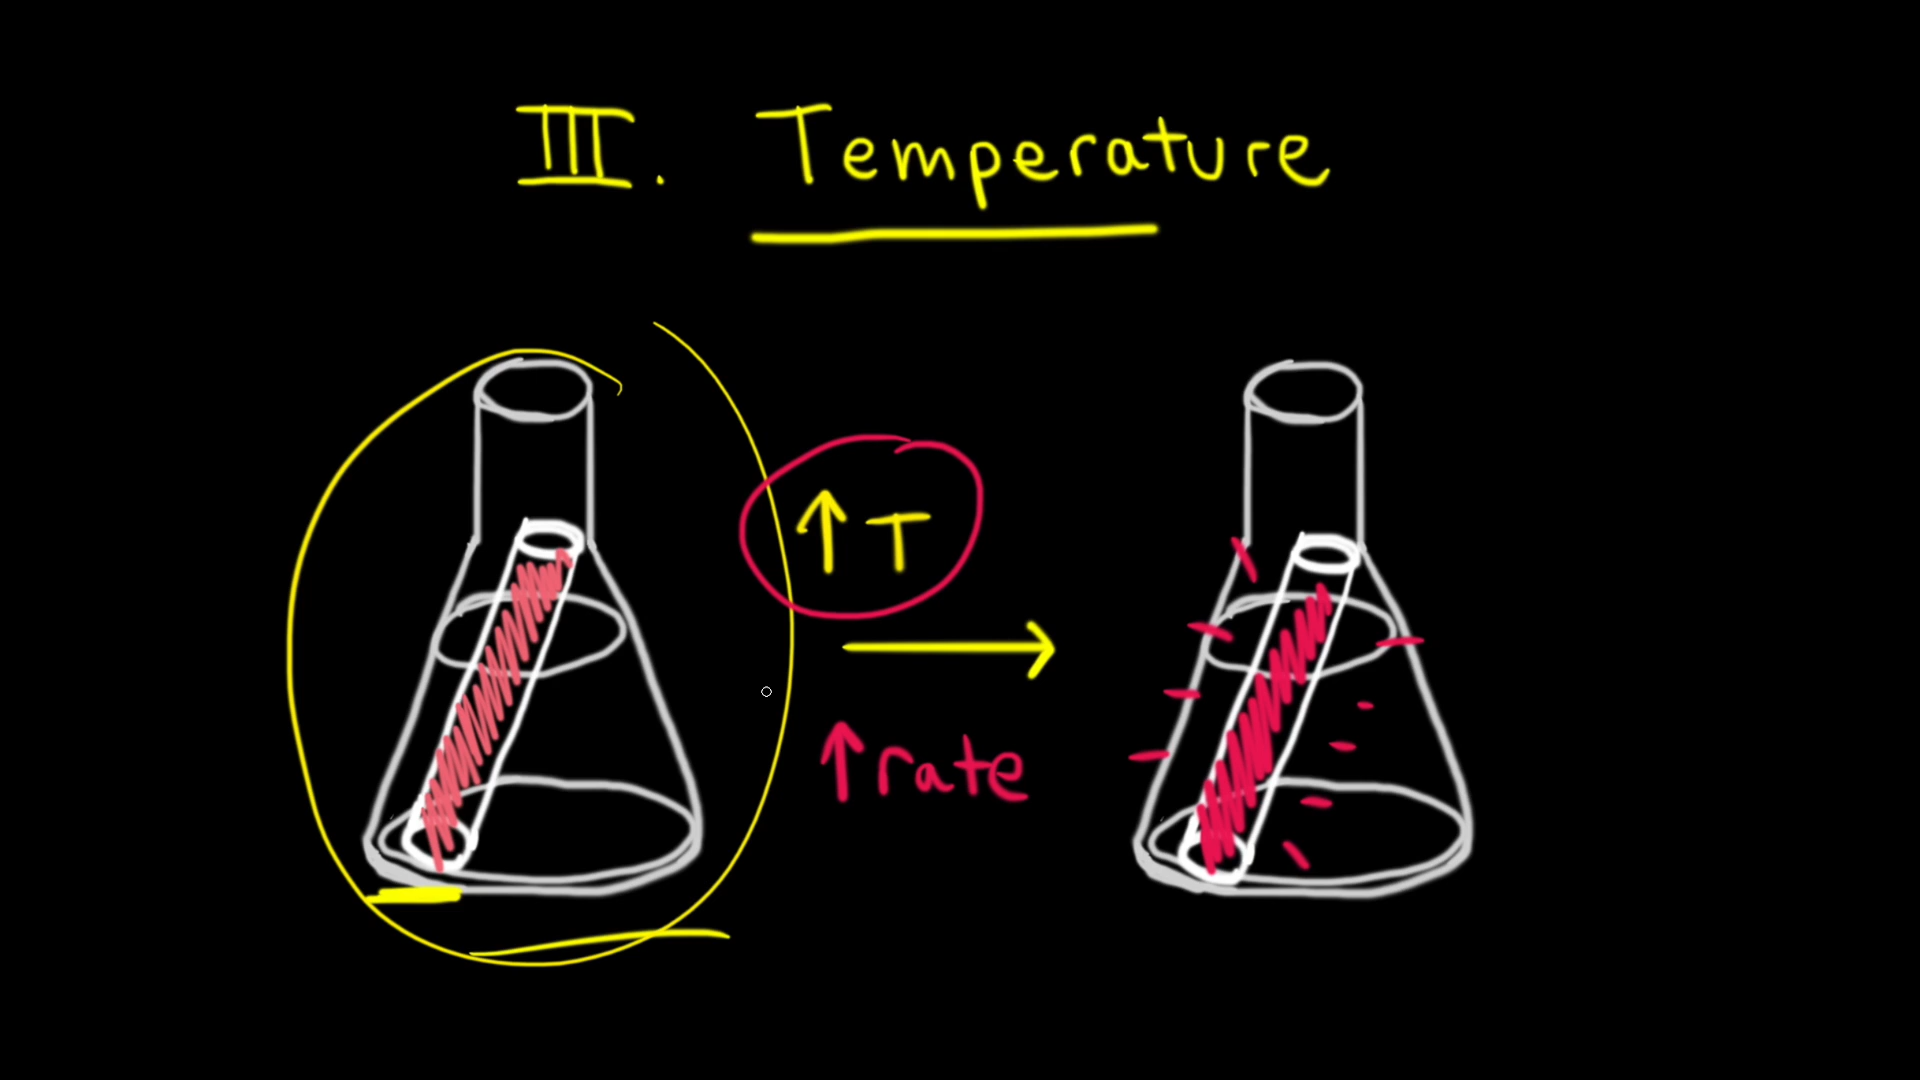 III. Temperature
↑ T
↑ rate